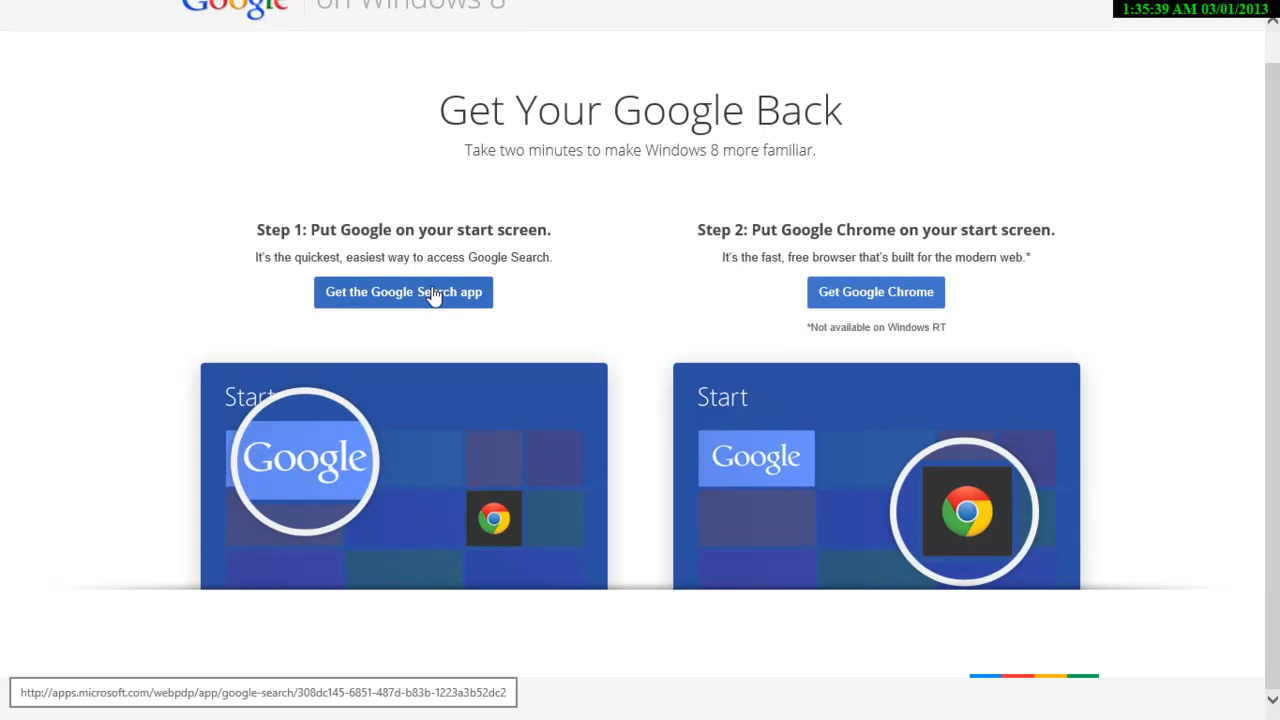 1:35:39 AM 03/01/2013
Google on Windows 8
Get Your Google Back
Take two minutes to make Windows 8 more familiar.
Step 1: Put Google on your start screen.
It's the quickest, easiest way to access Google Search.
Get the Google Search app
Step 2: Put Google Chrome on your start screen.
It's the fast, free browser that's built for the modern web.*
Get Google Chrome
*Not available on Windows RT
Start
Google
Start
Google
http://apps.microsoft.com/webpdp/app/google-search/308dc145-6851-487d-b83b-1223a3b52dc2